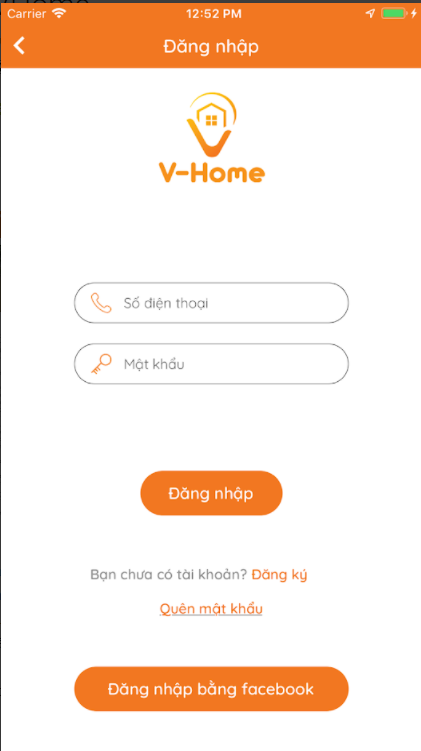 Carrier 12:52 PM
Đăng nhập
V-Home
Số điện thoại
Mật khẩu
Đăng nhập
Bạn chưa có tài khoản? Đăng ký
Quên mật khẩu
Đăng nhập bằng facebook